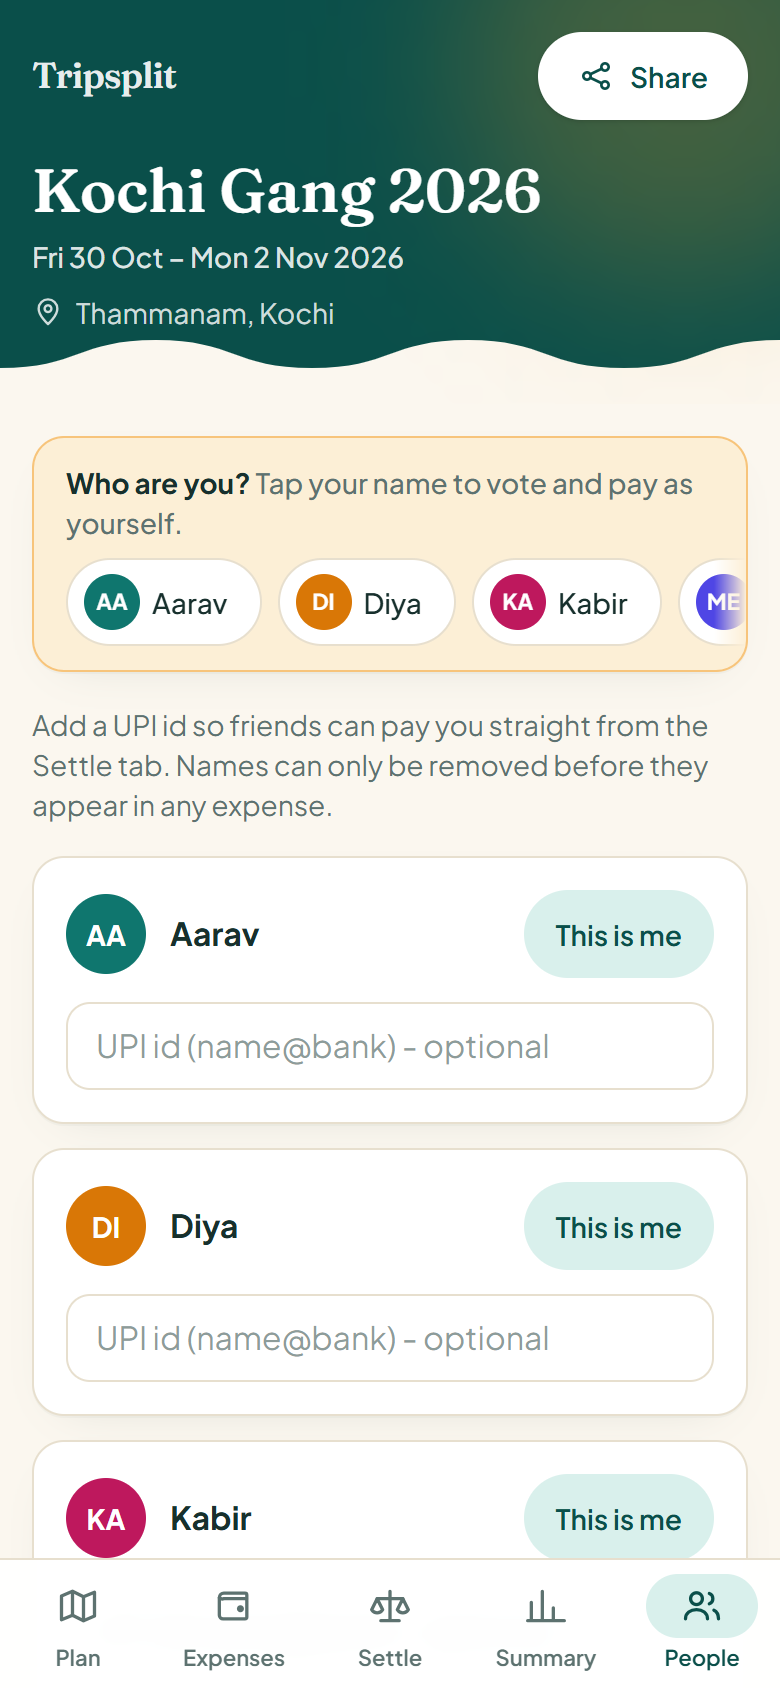 Tripsplit
Share
Kochi Gang 2026
Fri 30 Oct – Mon 2 Nov 2026
Thammanam, Kochi
Who are you? Tap your name to vote and pay as
yourself.
AA Aarav
DI Diya
KA Kabir
ME
Add a UPI id so friends can pay you straight from the
Settle tab. Names can only be removed before they
appear in any expense.
AA Aarav This is me
UPI id (name@bank) - optional
DI Diya This is me
UPI id (name@bank) - optional
KA Kabir This is me
Plan Expenses Settle Summary People